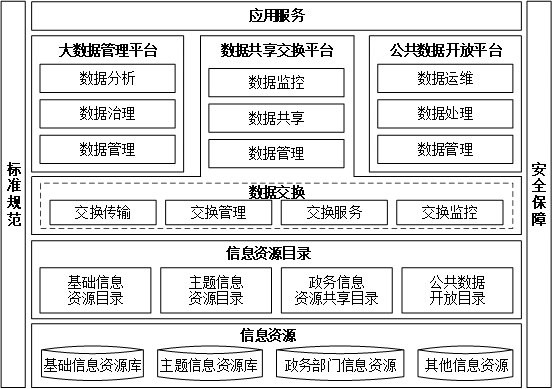 应用服务
大数据管理平台
数据分析
数据治理
数据管理
数据共享交换平台
数据监控
数据共享
数据管理
公共数据开放平台
数据运维
数据处理
数据管理
标准规范
安全保障
数据交换
交换传输
交换管理
交换服务
交换监控
信息资源目录
基础信息
资源目录
主题信息
资源目录
政务信息
资源共享目录
公共数据
开放目录
信息资源
基础信息资源库
主题信息资源库
政务部门信息资源
其他信息资源